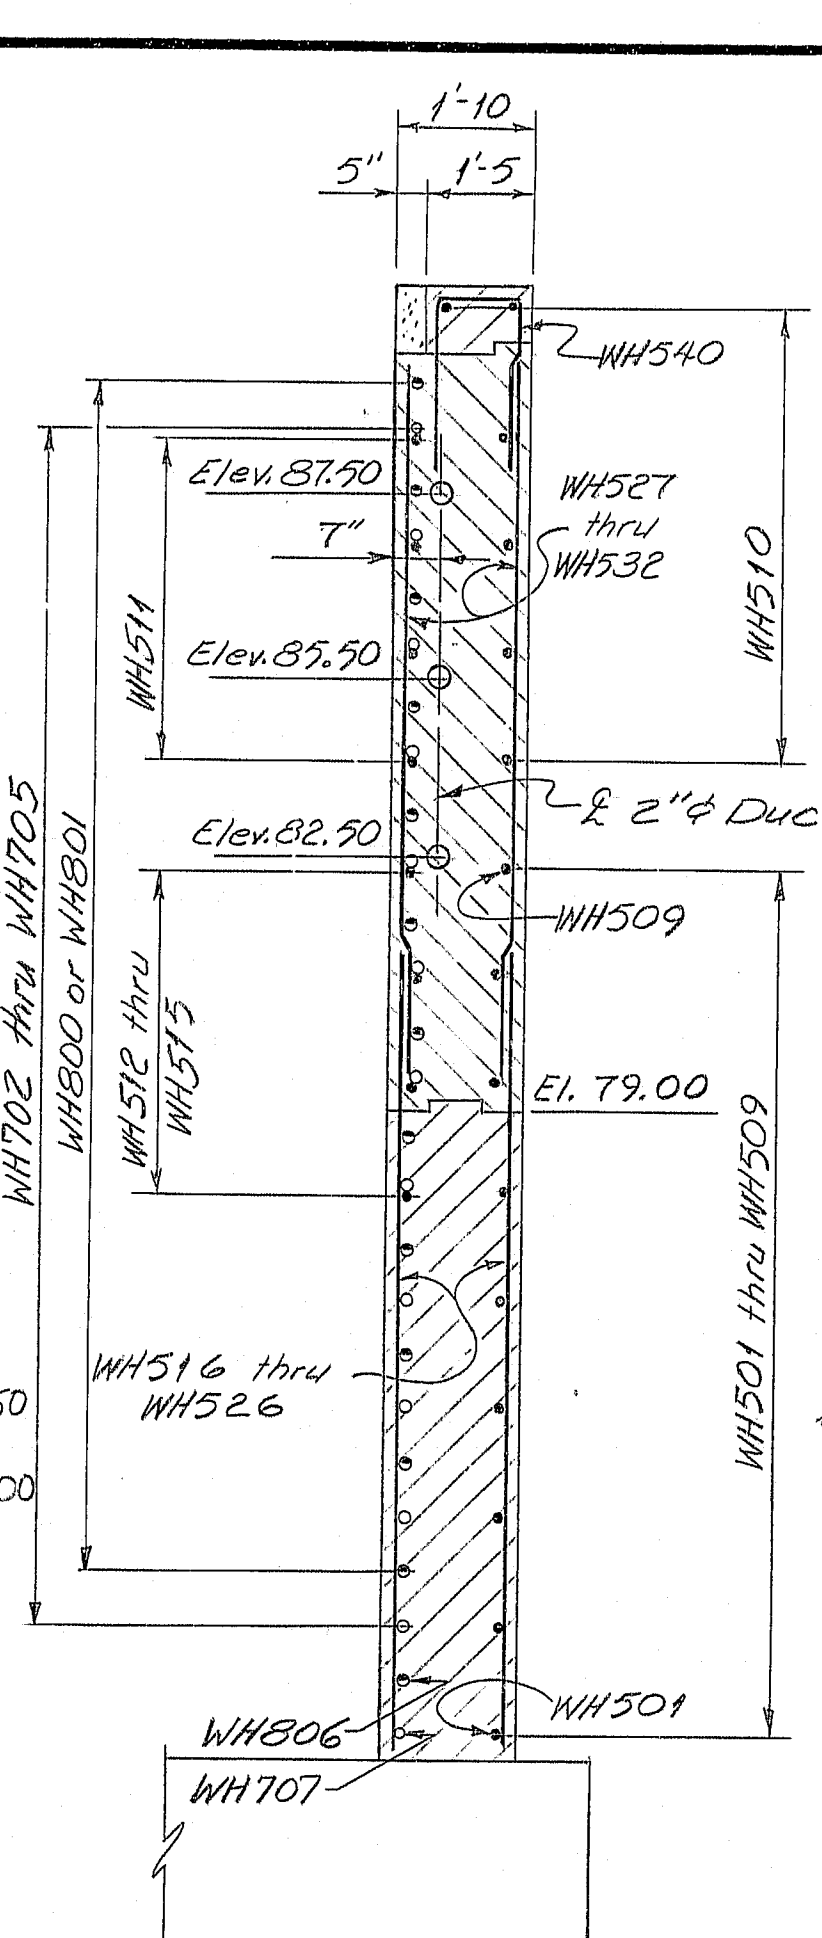 1'-10
5" 1'-5
WH540
Elev. 87.50
WH527
thru
WH532
7"
WH510
WH511
Elev. 85.50
℄ 2"⌀ Duc
Elev. 82.50
WH702 thru WH705
WH800 or WH801
WH509
WH512 thru
WH515
El. 79.00
WH501 thru WH509
WH516 thru
WH526
50
00
WH501
WH806
WH707